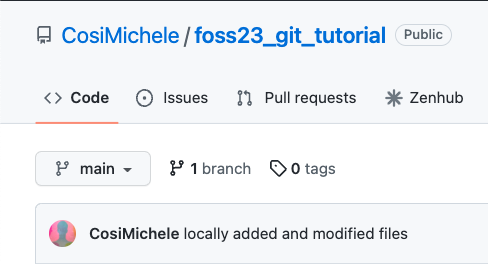 CosiMichele / foss23_git_tutorial Public
Code Issues Pull requests Zenhub
main 1 branch 0 tags
CosiMichele locally added and modified files